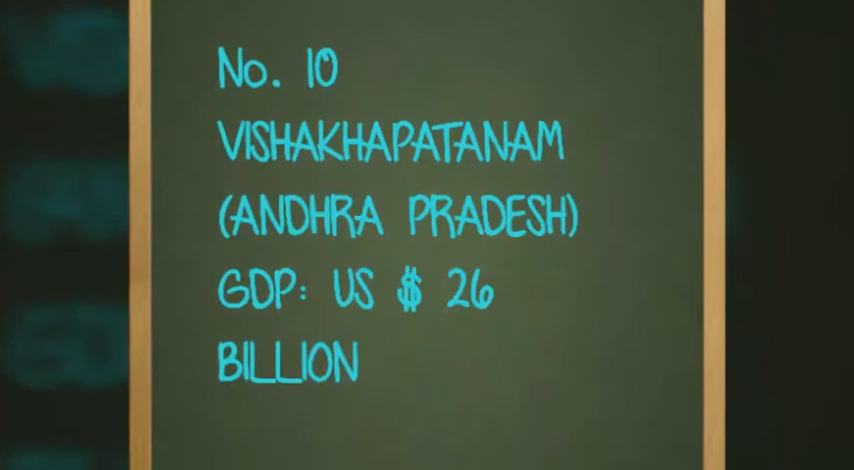 No. 10
VISHAKHAPATANAM
(ANDHRA PRADESH)
GDP: US $ 26
BILLION